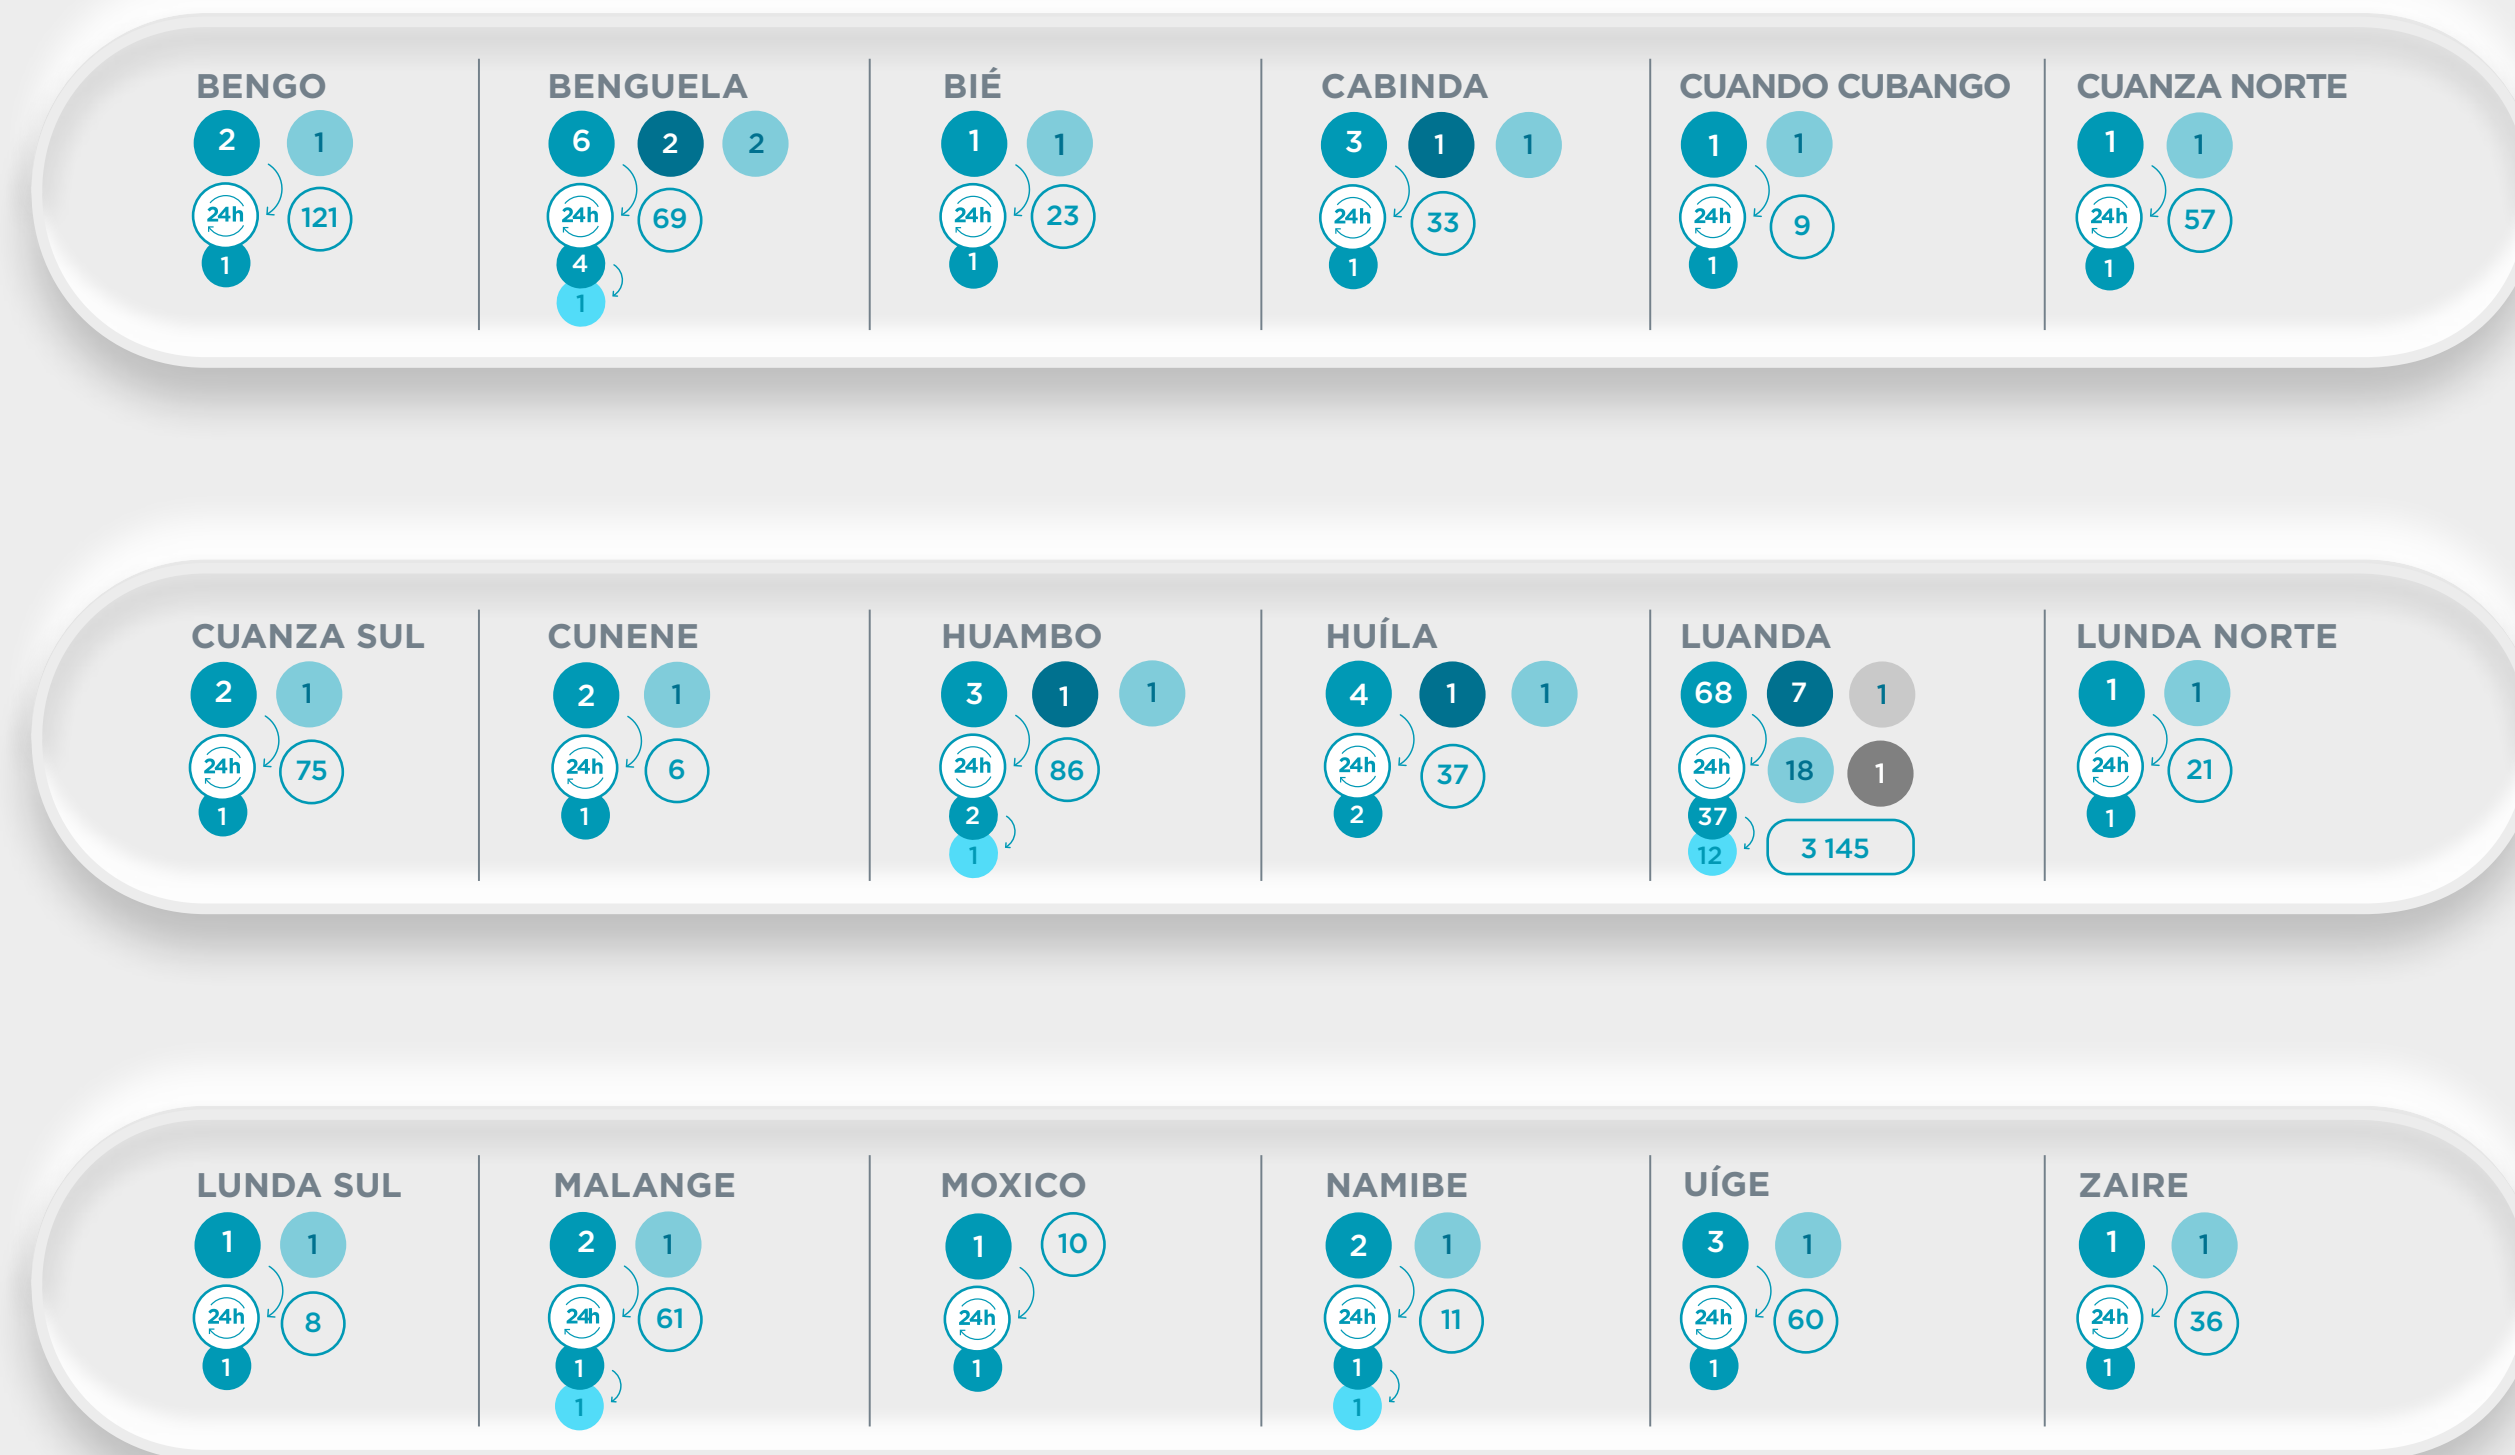 BENGO
2 1
24h 121
1
BENGUELA
6 2 2
24h 69
4
1
BIÉ
1 1
24h 23
1
CABINDA
3 1 1
24h 33
1
CUANDO CUBANGO
1 1
24h 9
1
CUANZA NORTE
1 1
24h 57
1
CUANZA SUL
2 1
24h 75
1
CUNENE
2 1
24h 6
1
HUAMBO
3 1 1
24h 86
2
1
HUÍLA
4 1 1
24h 37
2
LUANDA
68 7 1
24h 18 1
37
12 3 145
LUNDA NORTE
1 1
24h 21
1
LUNDA SUL
1 1
24h 8
1
MALANGE
2 1
24h 61
1
1
MOXICO
1 10
24h
1
NAMIBE
2 1
24h 11
1
1
UÍGE
3 1
24h 60
1
ZAIRE
1 1
24h 36
1